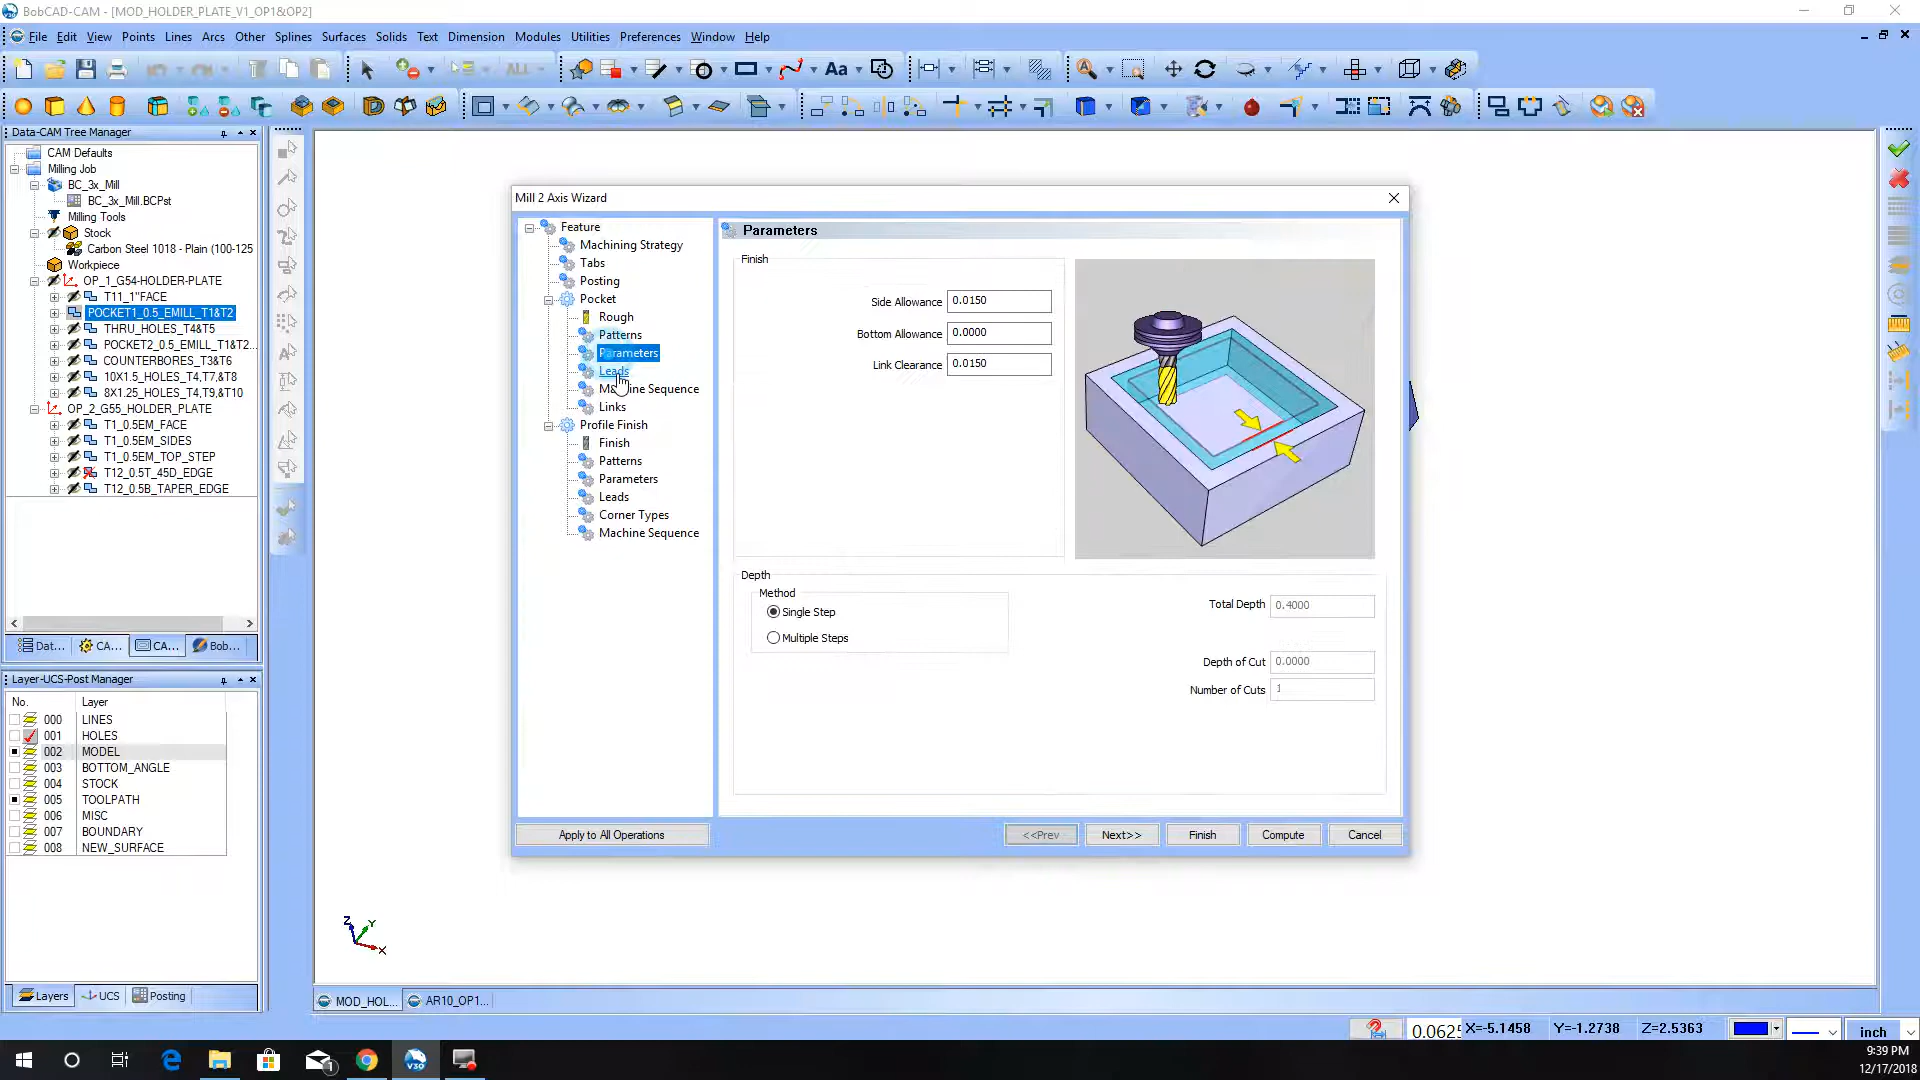 BobCAD-CAM - [MOD_HOLDER_PLATE_V1_OP1&OP2]
File Edit View Points Lines Arcs Other Splines Surfaces Solids Text Dimension Modules Utilities Preferences Window Help
ALL
Aa
Data-CAM Tree Manager
CAM Defaults
Milling Job
BC_3x_Mill
BC_3x_Mill.BCPst
Milling Tools
Stock
Carbon Steel 1018 - Plain (100-125
Workpiece
OP_1_G54-HOLDER-PLATE
T11_1"FACE
POCKET1_0.5_EMILL_T1&T2
THRU_HOLES_T4&T5
POCKET2_0.5_EMILL_T1&T2...
COUNTERBORES_T3&T6
10X1.5_HOLES_T4,T7,&T8
8X1.25_HOLES_T4,T9,&T10
OP_2_G55_HOLDER_PLATE
T1_0.5EM_FACE
T1_0.5EM_SIDES
T1_0.5EM_TOP_STEP
T12_0.5T_45D_EDGE
T12_0.5B_TAPER_EDGE
Dat... CA... CA... Bob...
Layer-UCS-Post Manager
No. Layer
000 LINES
001 HOLES
002 MODEL
003 BOTTOM_ANGLE
004 STOCK
005 TOOLPATH
006 MISC
007 BOUNDARY
008 NEW_SURFACE
Layers UCS Posting
Mill 2 Axis Wizard
Feature
Machining Strategy
Tabs
Posting
Pocket
Rough
Patterns
Parameters
Leads
Machine Sequence
Links
Profile Finish
Finish
Patterns
Parameters
Leads
Corner Types
Machine Sequence
Apply to All Operations
Parameters
Finish
Side Allowance 0.0150
Bottom Allowance 0.0000
Link Clearance 0.0150
Depth
Method
Single Step
Multiple Steps
Total Depth 0.4000
Depth of Cut 0.0000
Number of Cuts 1
<<Prev Next>> Finish Compute Cancel
Z Y X
MOD_HOL... AR10_OP1...
0.0625 X=-5.1458 Y=-1.2738 Z=2.5363 inch
1 V30
9:39 PM
12/17/2018